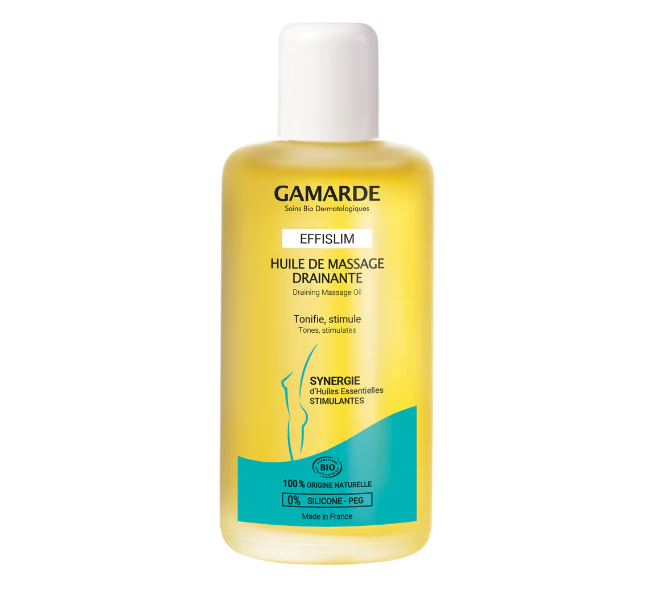 GAMARDE
Soins Bio Dermatologiques
EFFISLIM
HUILE DE MASSAGE
DRAINANTE
Draining Massage Oil
Tonifie, stimule
Tones, stimulates
SYNERGIE
d'Huiles Essentielles
STIMULANTES
BIO
100% ORIGINE NATURELLE
0% SILICONE - PEG
Made in France